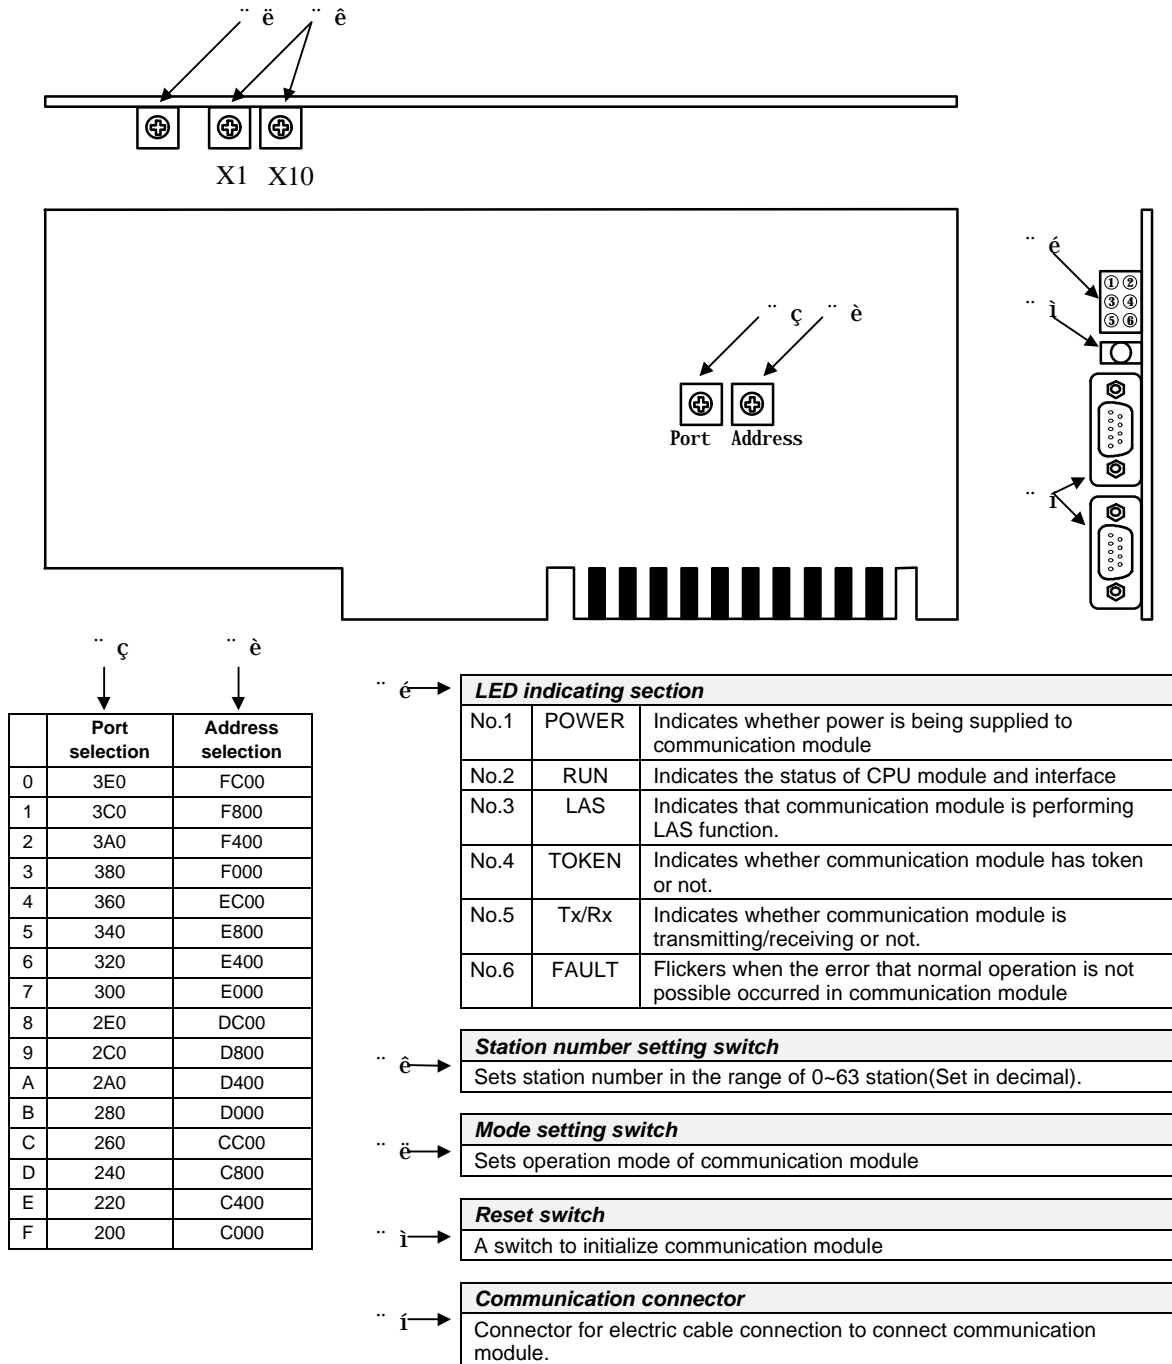 ¨ ë ¨ ê
X1 X10
¨ é
① ②
③ ④
⑤ ⑥
¨ ì
¨ ç ¨ è
Port Address
¨ í
¨ ç ¨ è
Port selection Address selection
0 3E0 FC00
1 3C0 F800
2 3A0 F400
3 380 F000
4 360 EC00
5 340 E800
6 320 E400
7 300 E000
8 2E0 DC00
9 2C0 D800
A 2A0 D400
B 280 D000
C 260 CC00
D 240 C800
E 220 C400
F 200 C000
¨ é
LED indicating section
No.1 POWER Indicates whether power is being supplied to
communication module
No.2 RUN Indicates the status of CPU module and interface
No.3 LAS Indicates that communication module is performing
LAS function.
No.4 TOKEN Indicates whether communication module has token
or not.
No.5 Tx/Rx Indicates whether communication module is
transmitting/receiving or not.
No.6 FAULT Flickers when the error that normal operation is not
possible occurred in communication module
¨ ê
Station number setting switch
Sets station number in the range of 0~63 station(Set in decimal).
¨ ë
Mode setting switch
Sets operation mode of communication module
¨ ì
Reset switch
A switch to initialize communication module
¨ í
Communication connector
Connector for electric cable connection to connect communication
module.